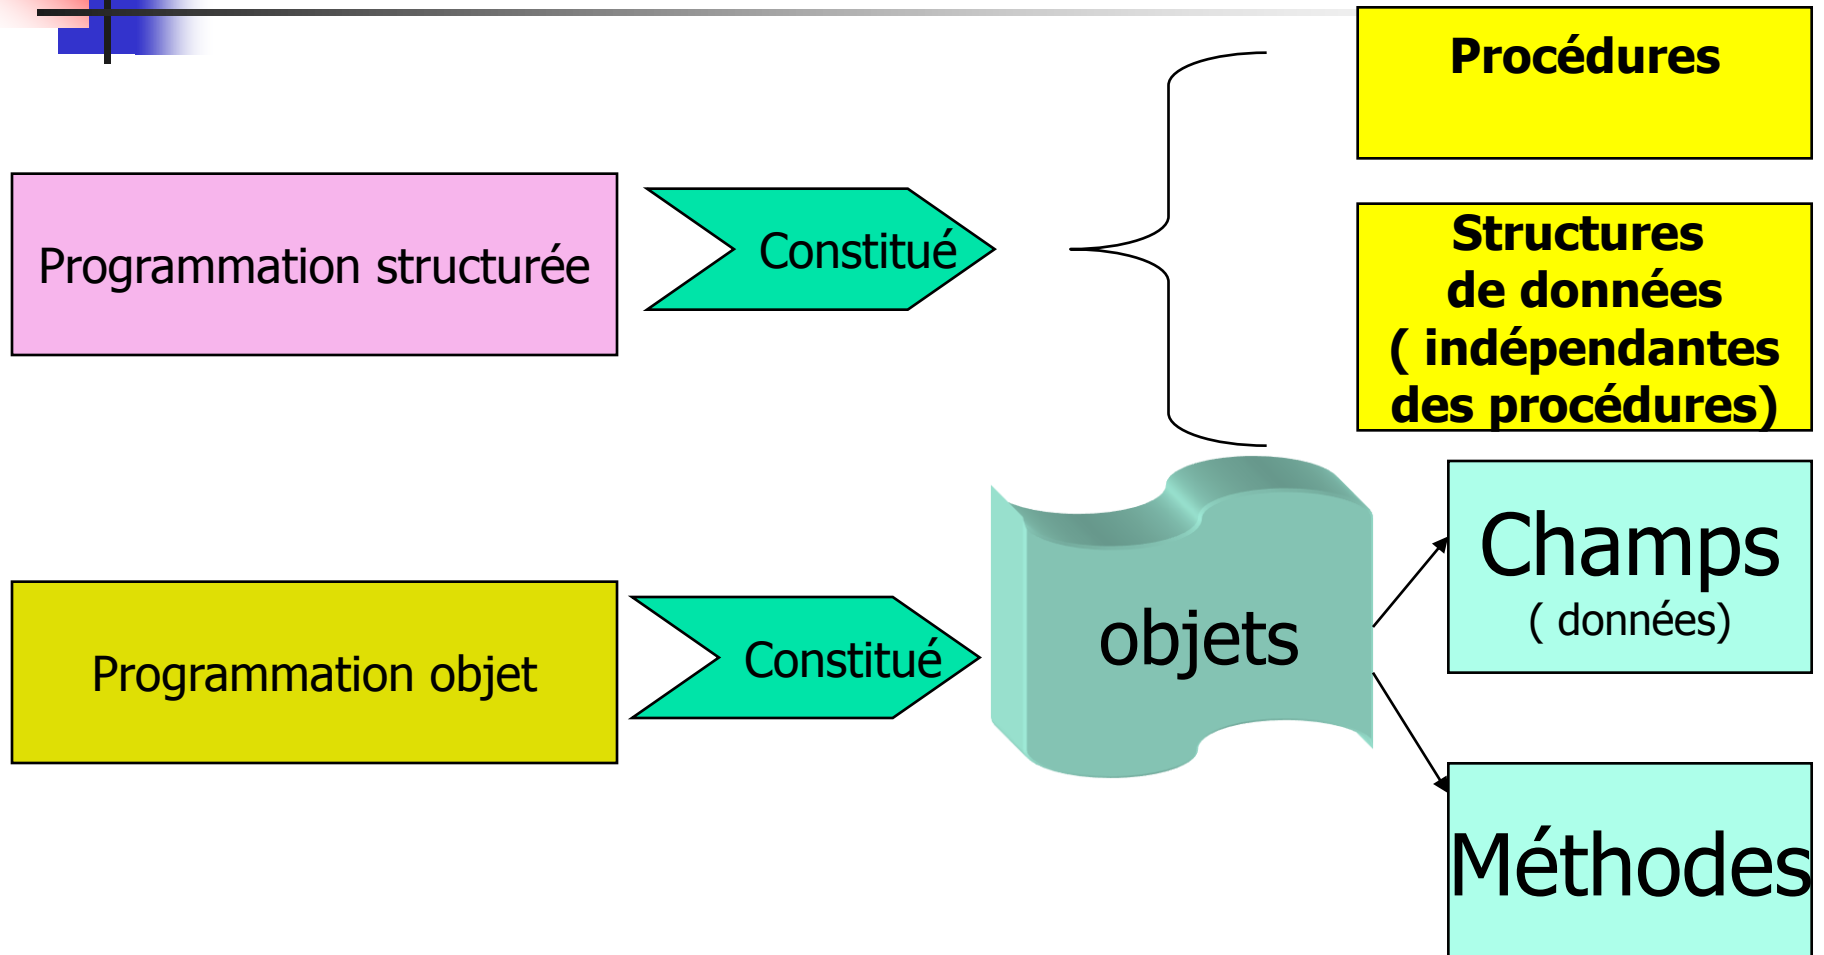 Procédures
Programmation structurée
Constitué
Structures
de données
( indépendantes
des procédures)
Programmation objet
Constitué
objets
Champs
( données)
Méthodes